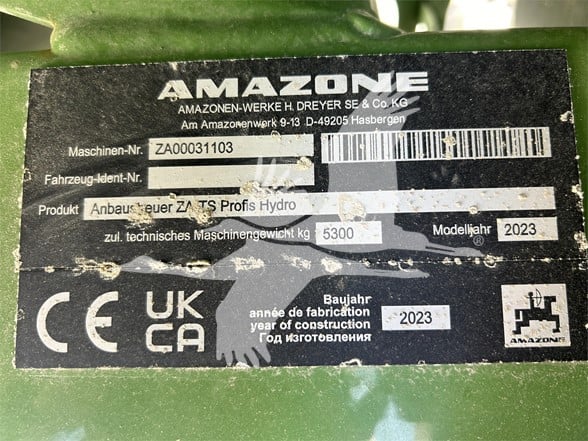 AMAZONE
AMAZONEN-WERKE H. DREYER SE & Co. KG
Am Amazonenwerk 9-13 D-49205 Hasbergen
Maschinen-Nr. ZA00031103
Fahrzeug-Ident-Nr.
Produkt Anbaustreuer ZA-TS Profis Hydro
zul. technisches Maschinengewicht kg 5300 Modelljahr 2023
CE UK CA
Baujahr
année de fabrication
year of construction 2023
Год изготовления
AMAZONE
®